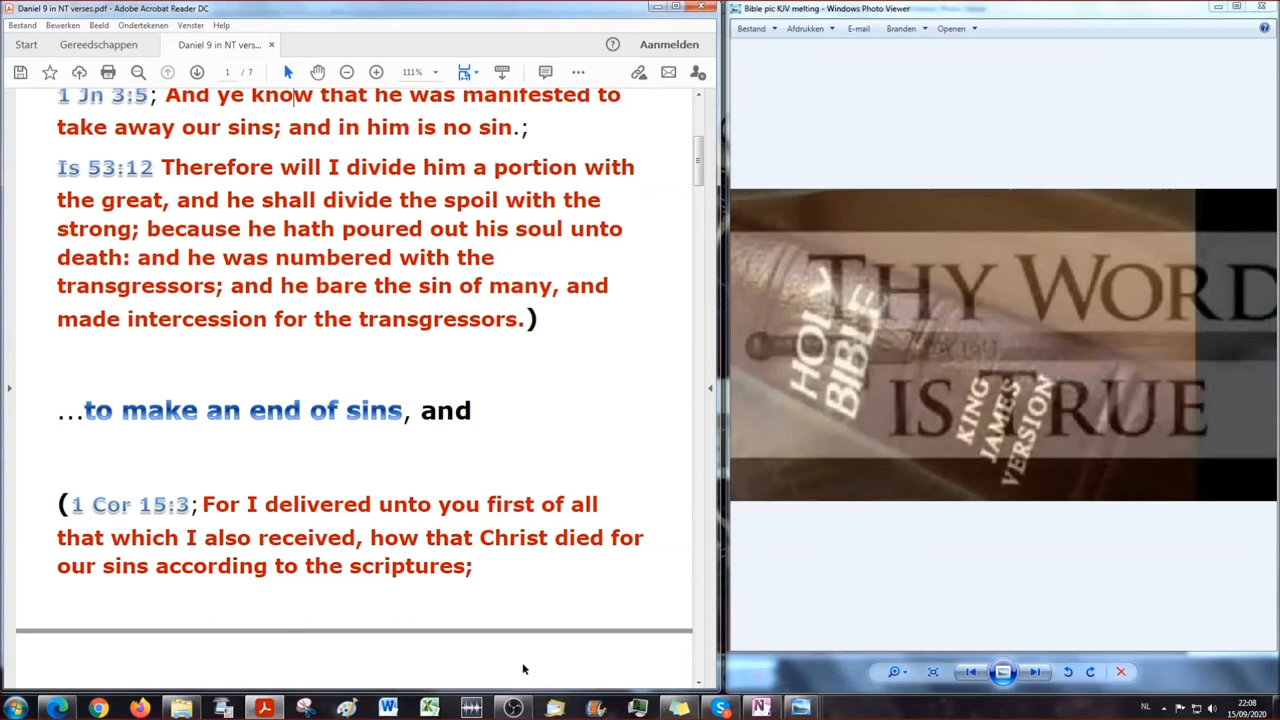 Daniel 9 in NT verses.pdf - Adobe Acrobat Reader DC
Bestand Bewerken Beeld Ondertekenen Venster Help
Start Gereedschappen Daniel 9 in NT vers... × Aanmelden
1 / 7 111%
1 Jn 3:5; And ye know that he was manifested to
take away our sins; and in him is no sin.;
Is 53:12 Therefore will I divide him a portion with
the great, and he shall divide the spoil with the
strong; because he hath poured out his soul unto
death: and he was numbered with the
transgressors; and he bare the sin of many, and
made intercession for the transgressors.)
...to make an end of sins, and
(1 Cor 15:3; For I delivered unto you first of all
that which I also received, how that Christ died for
our sins according to the scriptures;
Bible pic KJV melting - Windows Photo Viewer
Bestand Afdrukken E-mail Branden Openen
THY WORD
IS TRUE
HOLY
BIBLE
KING
JAMES
VERSION
NL
22:08
15/09/2020